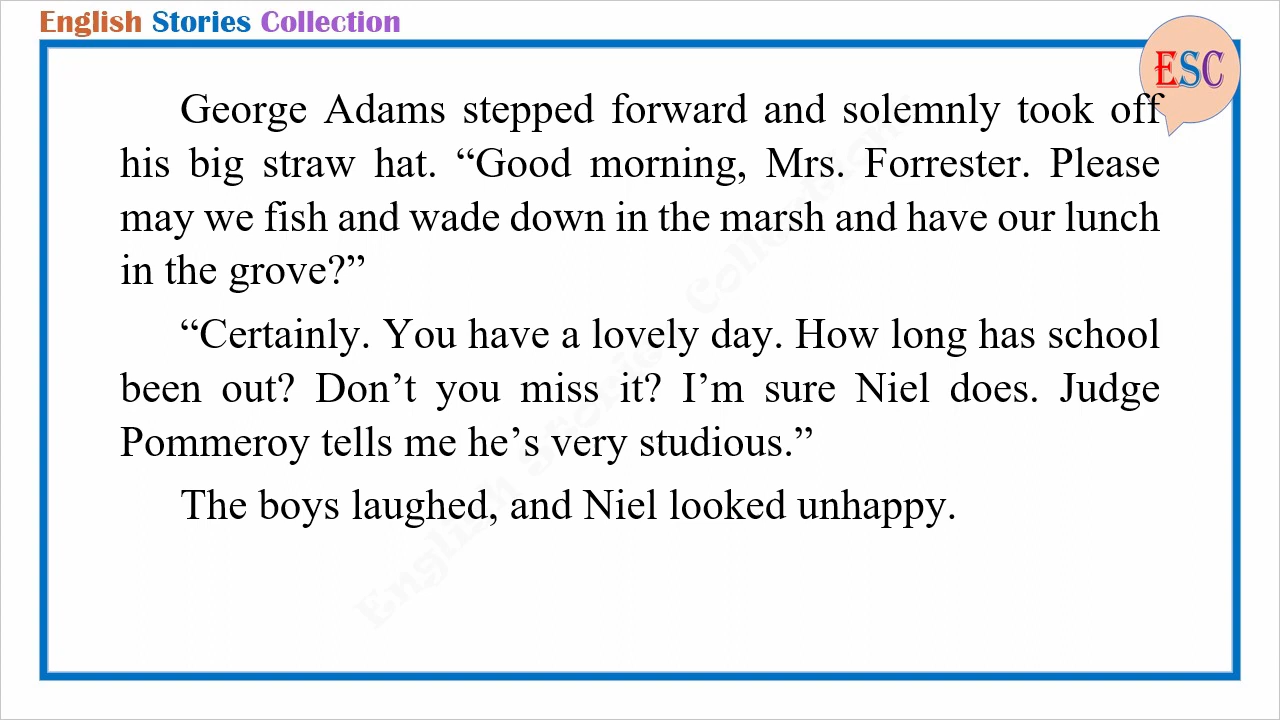 English Stories Collection
ESC
George Adams stepped forward and solemnly took off
his big straw hat. “Good morning, Mrs. Forrester. Please
may we fish and wade down in the marsh and have our lunch
in the grove?”
“Certainly. You have a lovely day. How long has school
been out? Don’t you miss it? I’m sure Niel does. Judge
Pommeroy tells me he’s very studious.”
The boys laughed, and Niel looked unhappy.
English Stories Collection